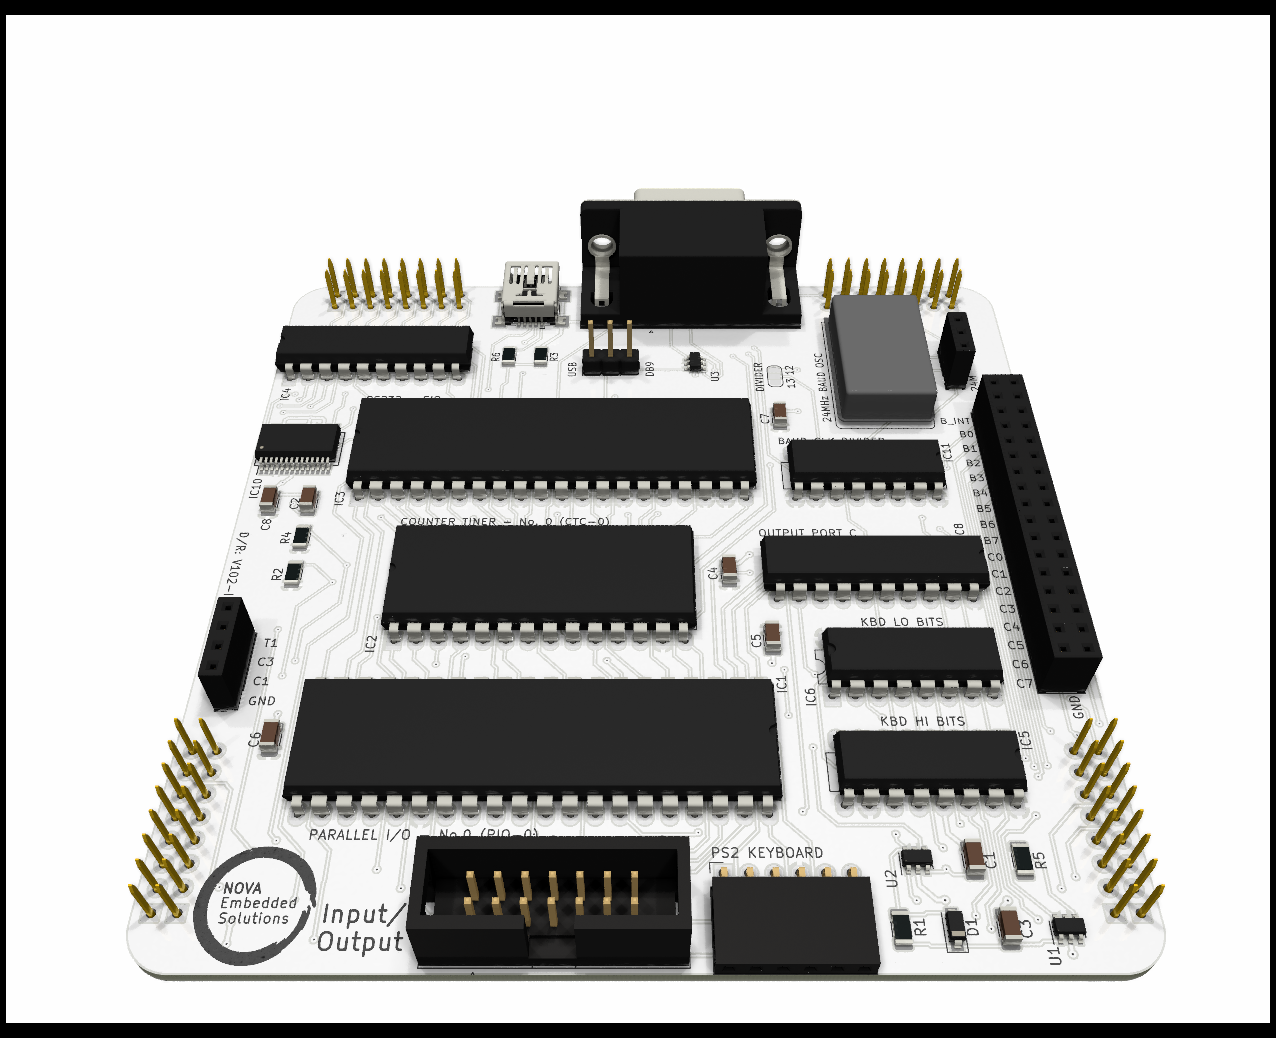 R6
R3
USB
DB9
U3
DIVIDER
13 12
24MHz BAUD OSC
24M
IC4
C7
B_INT
B0
B1
B2
B3
B4
B5
B6
B7
C0
C1
C2
C3
C4
C5
C6
C7
GND
IC11
IC10
C8
C2
IC3
R4
R2
D/R: V102-
COUNTER TIMER - No. 0 (CTC-0)
OUTPUT PORT C
C8
C4
IC2
C5
KBD LO BITS
IC6
T1
C3
C1
GND
C6
IC1
KBD HI BITS
IC5
PARALLEL I/O - No.0 (PIO-0)
PS2 KEYBOARD
U2
C1
R5
NOVA
Embedded
Solutions
Input/
Output
R1
D1
C3
U1